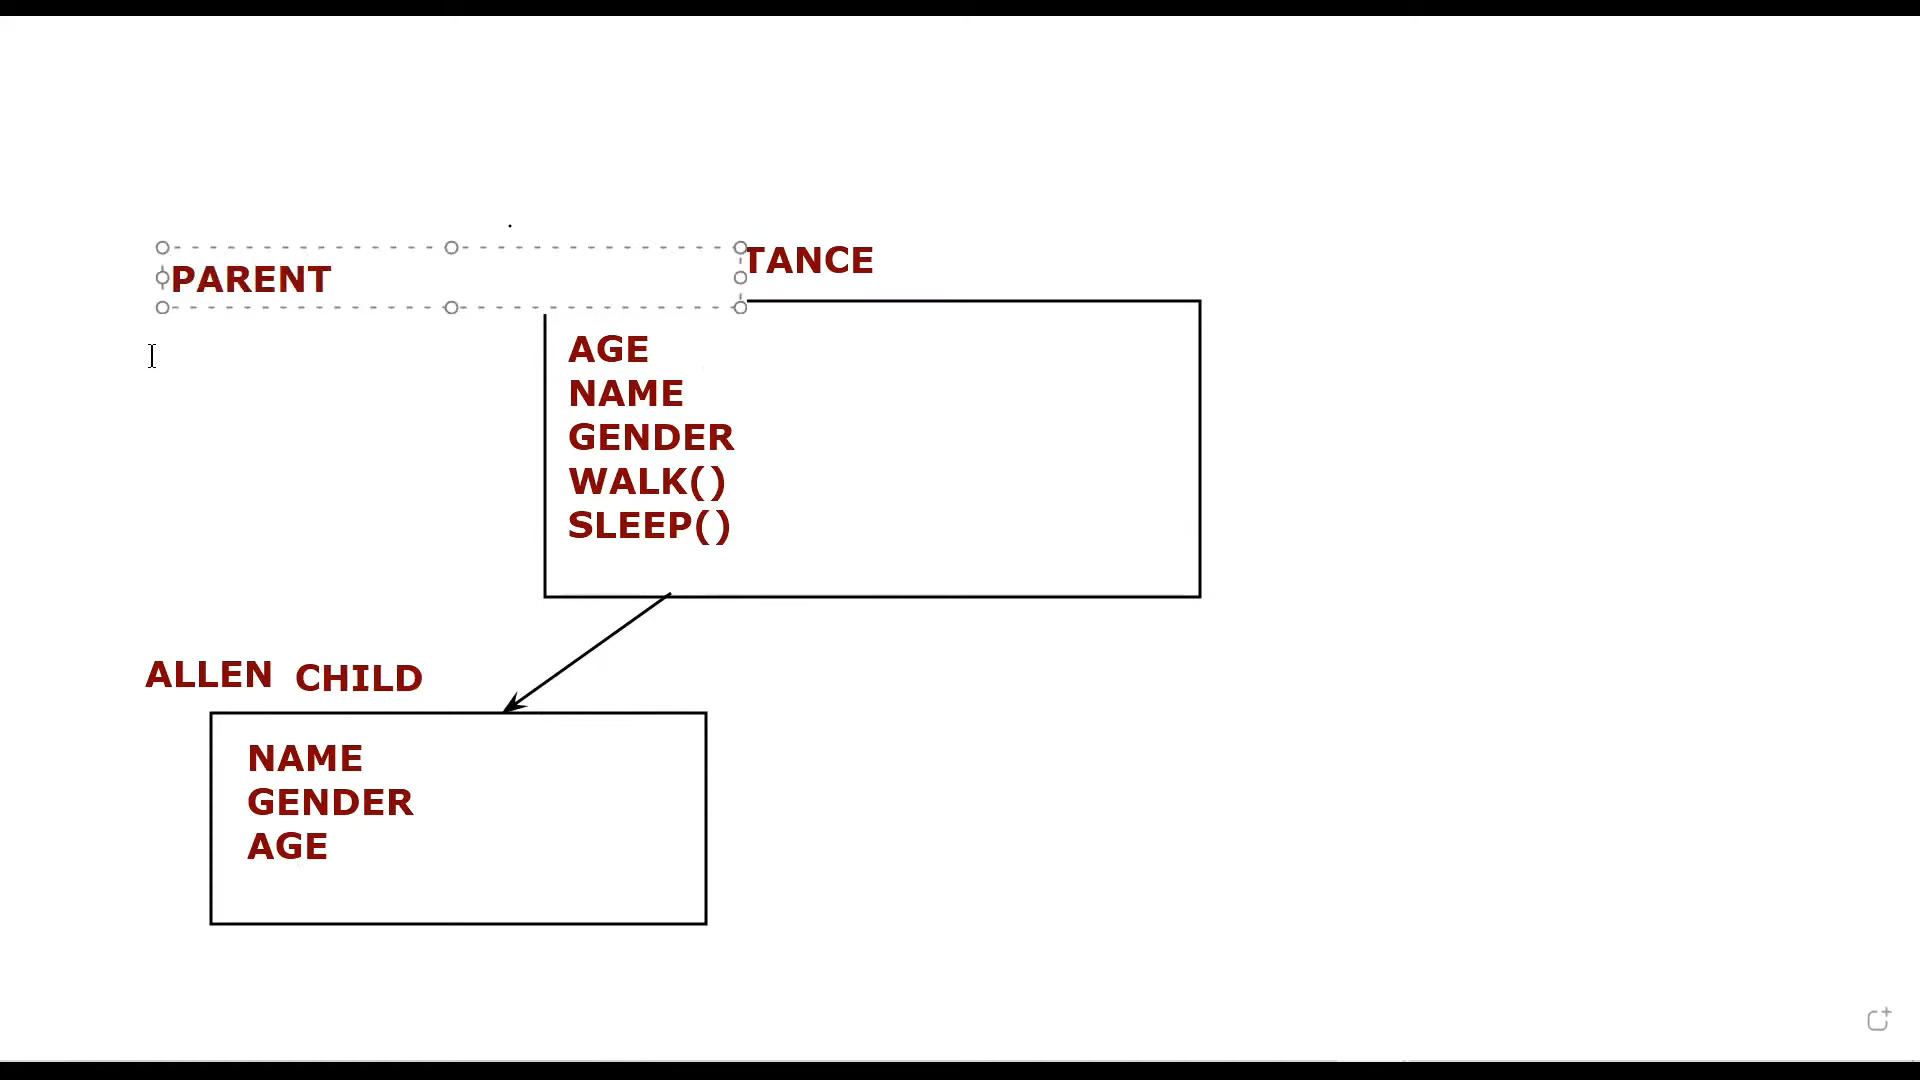 PARENT
TANCE
AGE
NAME
GENDER
WALK()
SLEEP()
ALLEN CHILD
NAME
GENDER
AGE